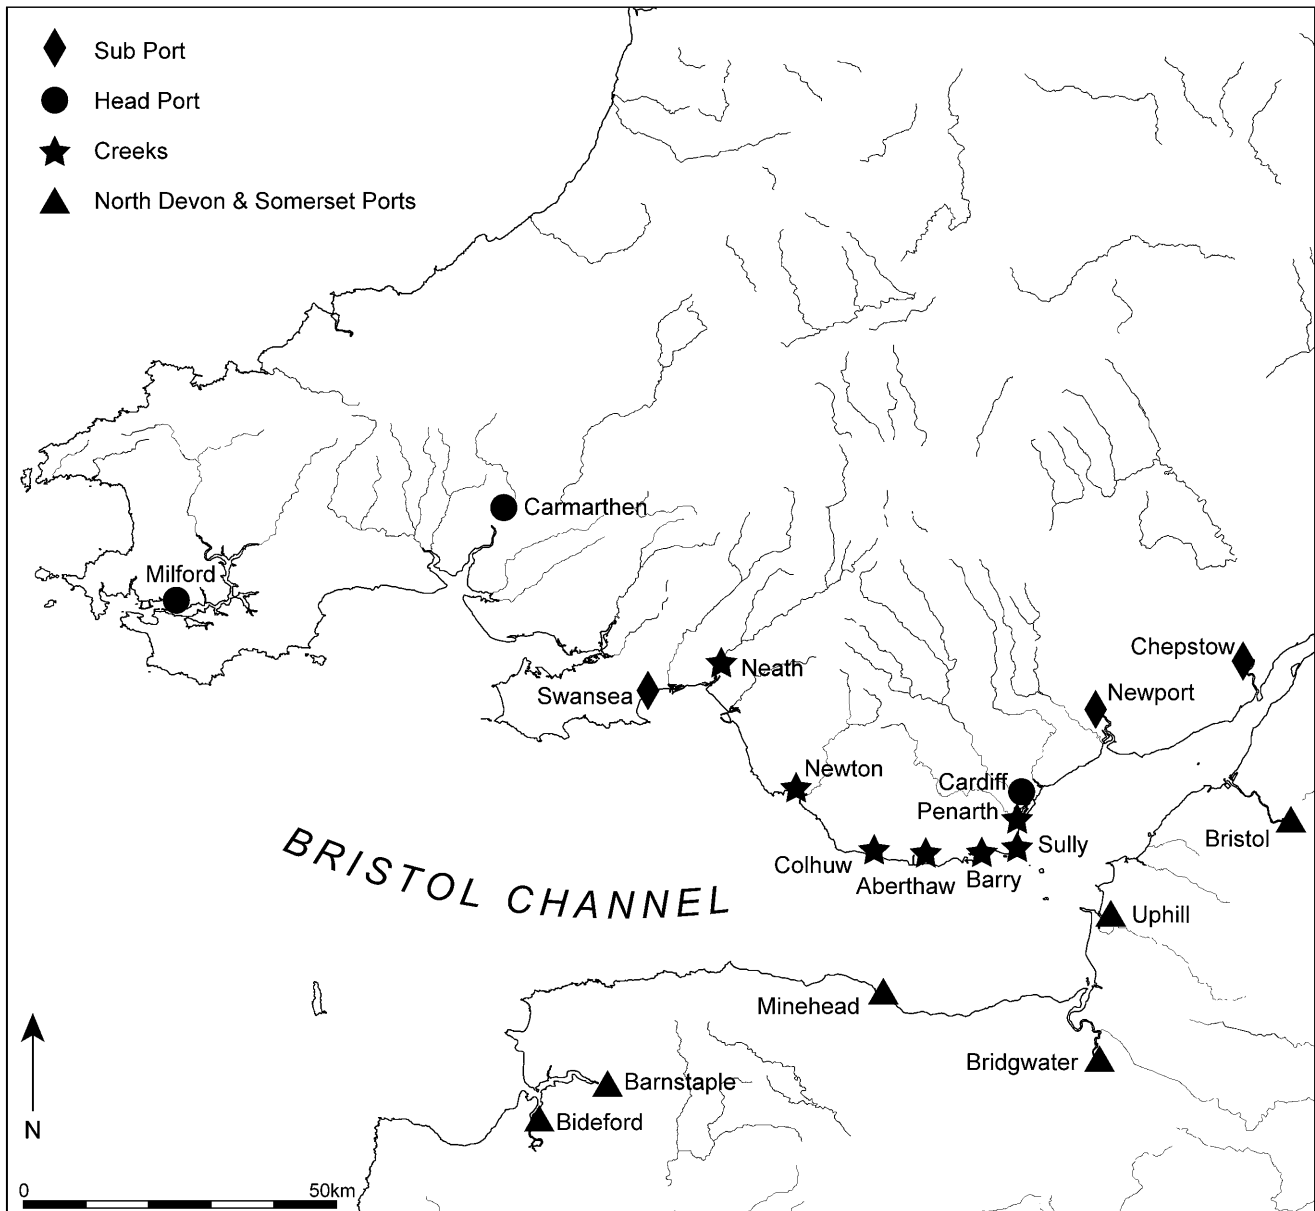 Sub Port
Head Port
Creeks
North Devon & Somerset Ports
Carmarthen
Milford
Chepstow
Swansea
Neath
Newport
Newton
Cardiff
Penarth
Bristol
Colhuw
Sully
Aberthaw
Barry
BRISTOL CHANNEL
Uphill
Minehead
Bridgwater
Barnstaple
Bideford
N
0 50km